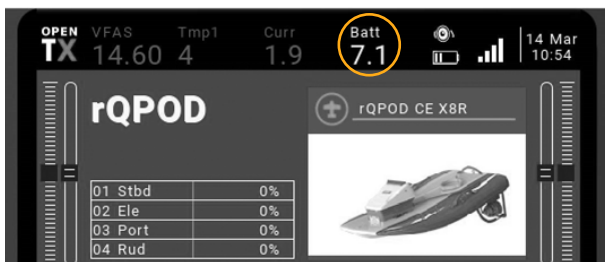 OPEN VFAS Tmp1 Curr Batt 14 Mar
TX 14.60 4 1.9 7.1 10:54
rQPOD
rQPOD CE X8R
01 Stbd 0%
02 Ele 0%
03 Port 0%
04 Rud 0%